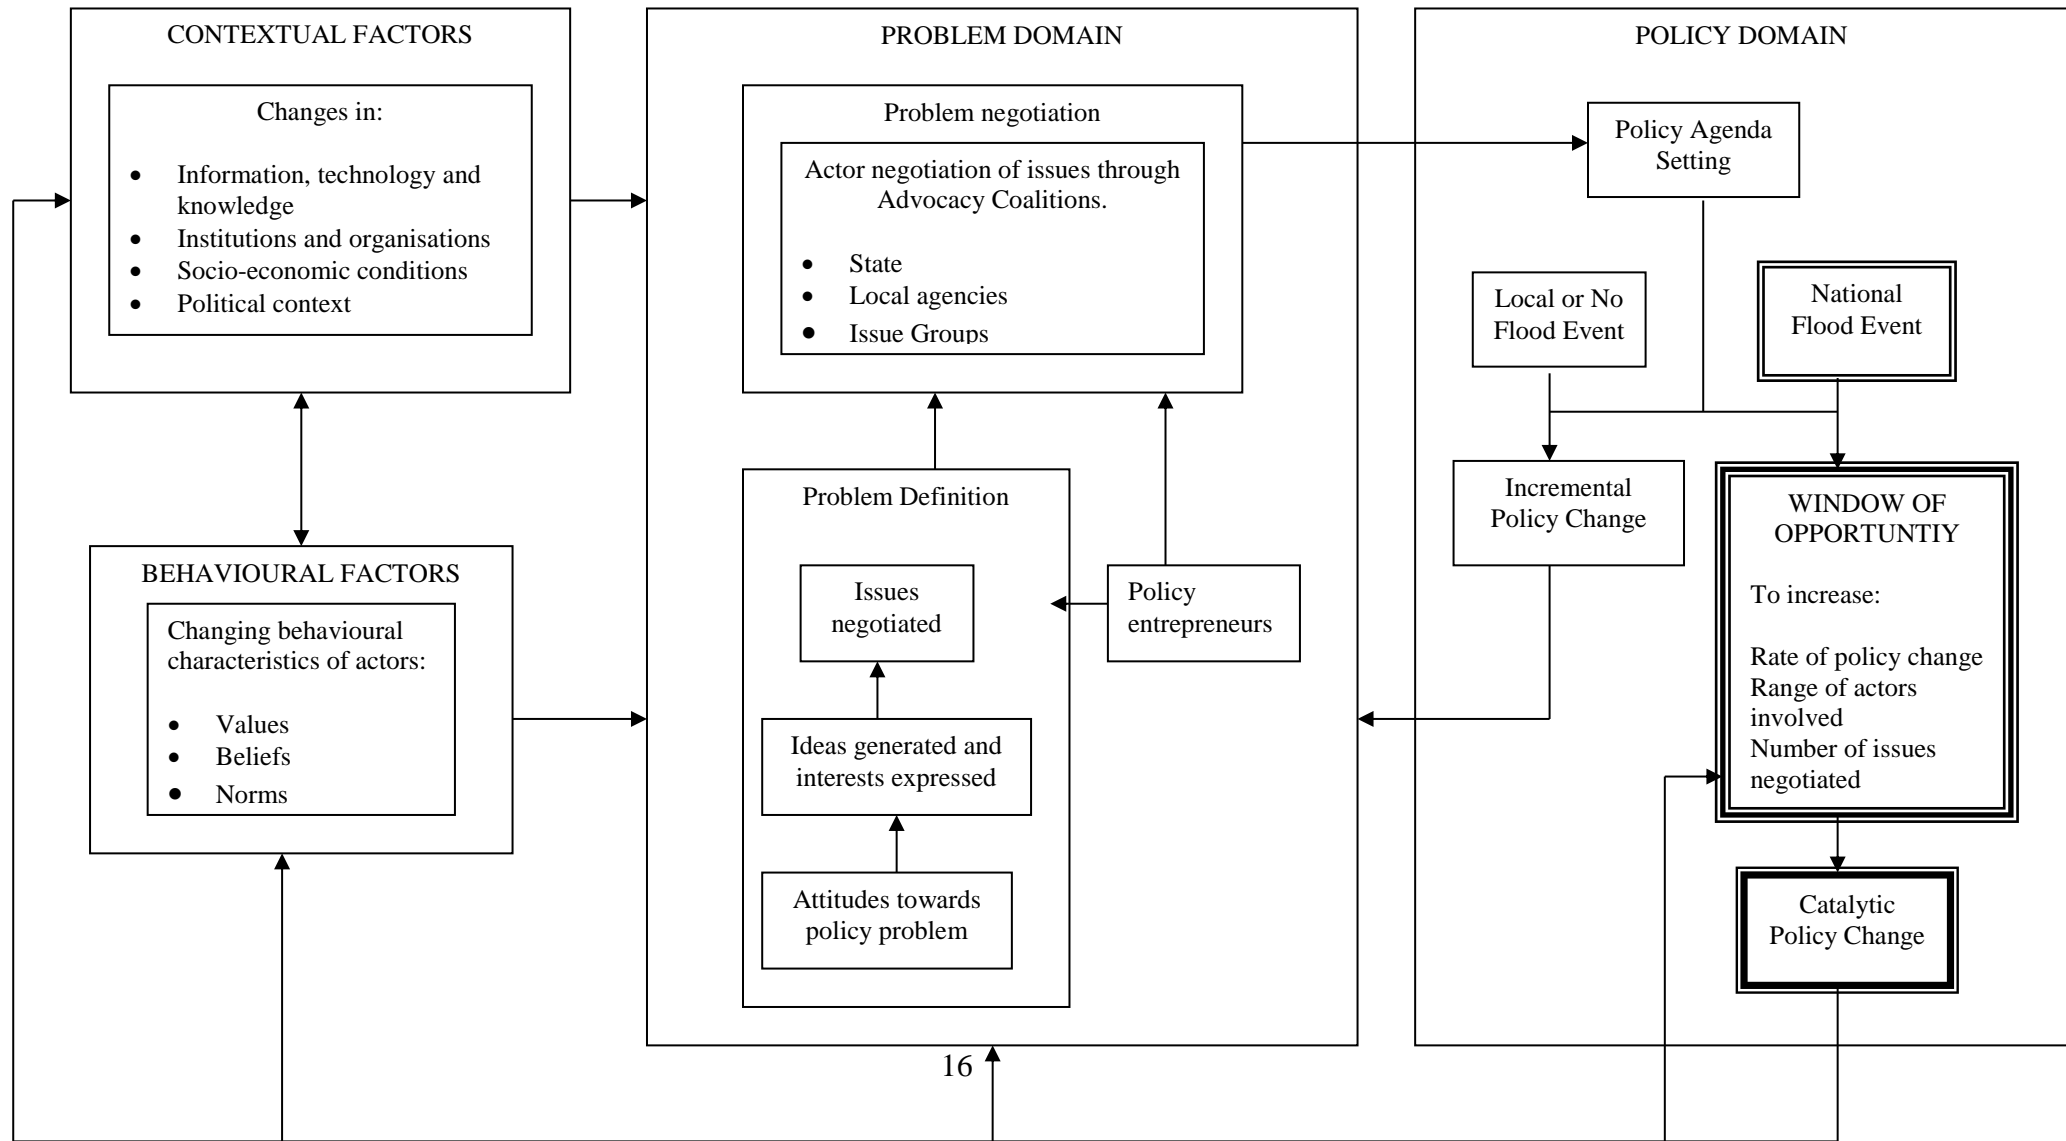 CONTEXTUAL FACTORS
Changes in:
• Information, technology and
knowledge
• Institutions and organisations
• Socio-economic conditions
• Political context
BEHAVIOURAL FACTORS
Changing behavioural
characteristics of actors:
• Values
• Beliefs
• Norms
PROBLEM DOMAIN
Problem negotiation
Actor negotiation of issues through
Advocacy Coalitions.
• State
• Local agencies
• Issue Groups
Problem Definition
Issues
negotiated
Policy
entrepreneurs
Ideas generated and
interests expressed
Attitudes towards
policy problem
POLICY DOMAIN
Policy Agenda
Setting
Local or No
Flood Event
National
Flood Event
Incremental
Policy Change
WINDOW OF
OPPORTUNTIY
To increase:
Rate of policy change
Range of actors
involved
Number of issues
negotiated
Catalytic
Policy Change
16